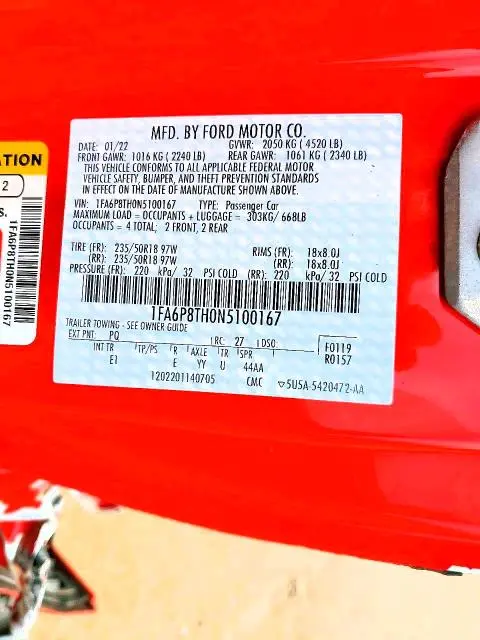 MFD. BY FORD MOTOR CO.
DATE: 01/22 GVWR: 2050 KG (4520 LB)
FRONT GAWR: 1016 KG (2240 LB) REAR GAWR: 1061 KG (2340 LB)
THIS VEHICLE CONFORMS TO ALL APPLICABLE FEDERAL MOTOR
VEHICLE SAFETY, BUMPER, AND THEFT PREVENTION STANDARDS
IN EFFECT ON THE DATE OF MANUFACTURE SHOWN ABOVE.
VIN: 1FA6P8TH0N5100167 TYPE: Passenger Car
MAXIMUM LOAD = OCCUPANTS + LUGGAGE = 303KG/ 668LB
OCCUPANTS = 4 TOTAL, 2 FRONT, 2 REAR
TIRE (FR): 235/50R18 97W RIMS (FR): 18x8.0J
(RR): 235/50R18 97W (RR): 18x8.0J
PRESSURE (FR): 220 kPa/ 32 PSI COLD (RR): 220 kPa/ 32 PSI COLD
1FA6P8TH0N5100167
TRAILER TOWING - SEE OWNER GUIDE
EXT PNT: PQ RC: 27 DSO: F0119
INT TR TP/PS R AXLE TR SPR R0157
E1 E YY U 44AA
1202201140705 CMC ▽5U5A-5420472-AA
ATION
2
S.
1FA6P8TH0N5100167